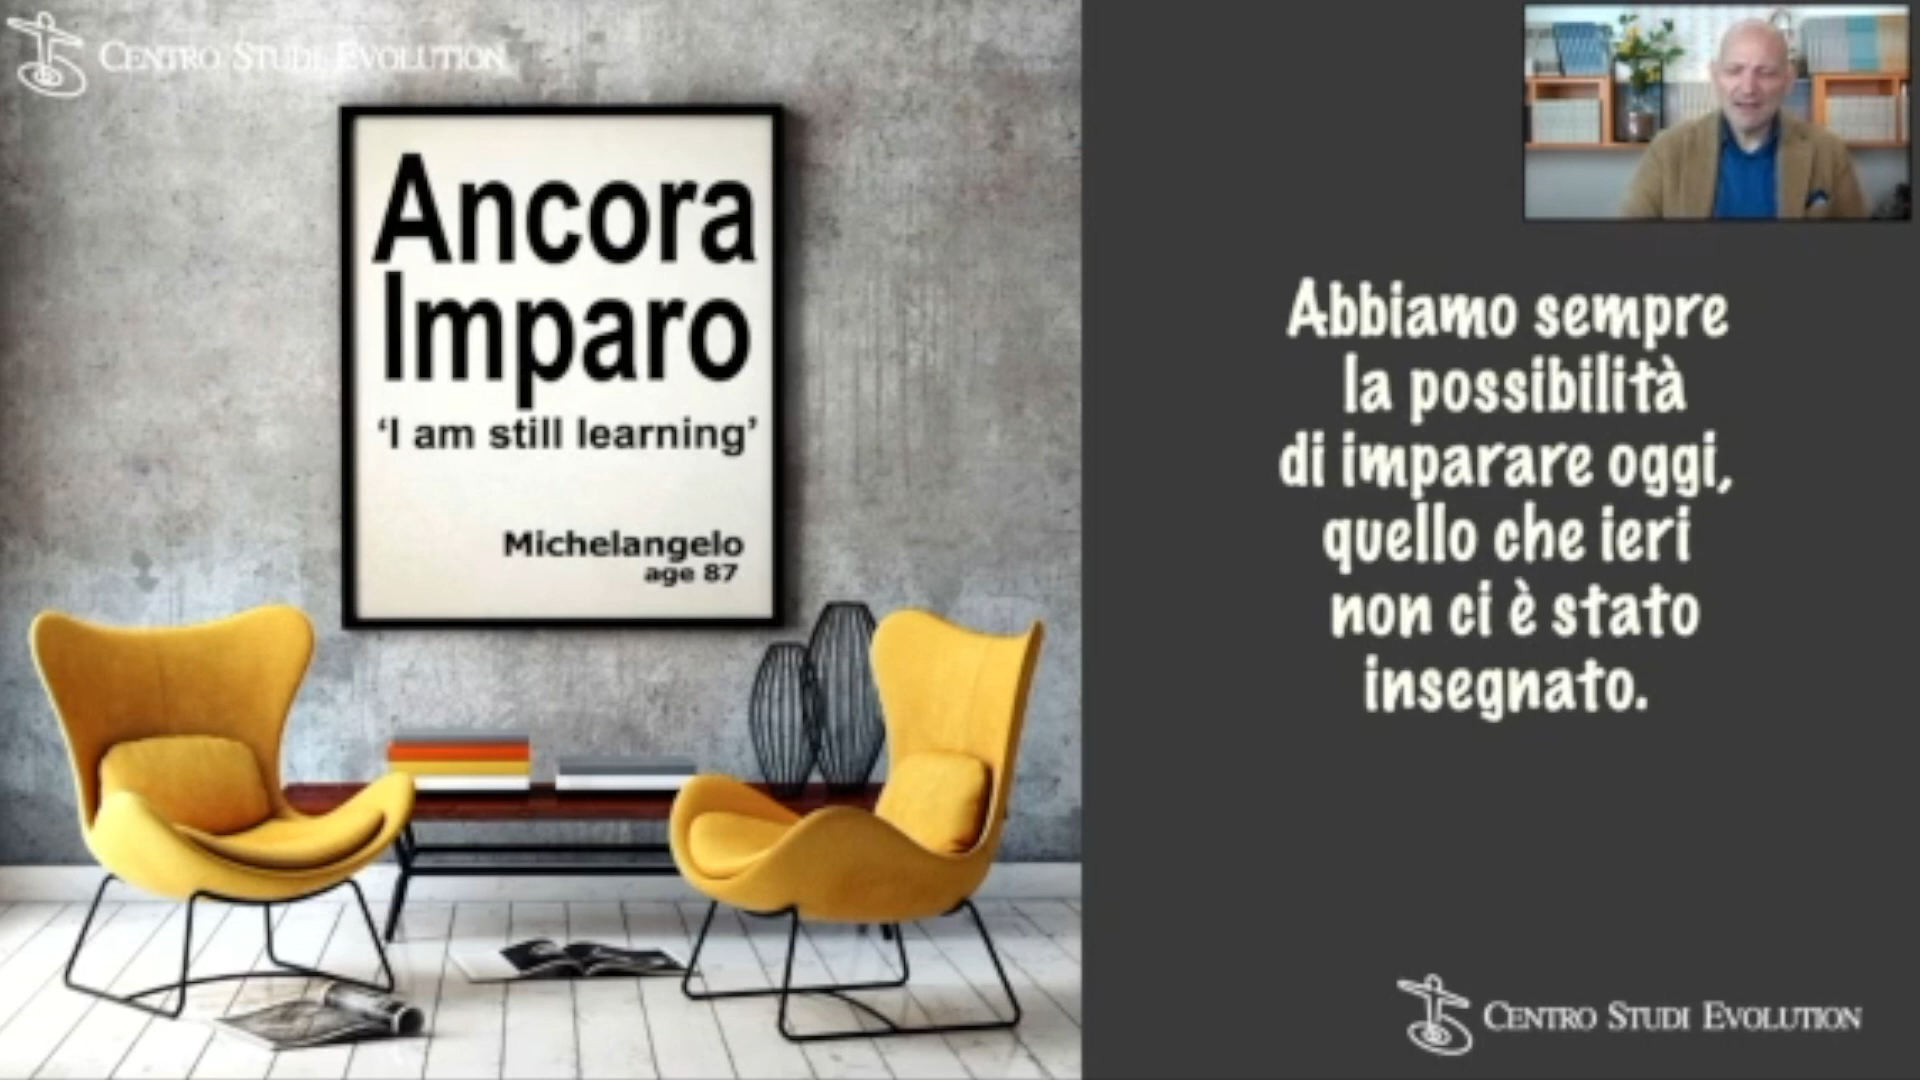 CENTRO STUDI EVOLUTION
Ancora
Imparo
‘I am still learning’
Michelangelo
age 87
Abbiamo sempre
la possibilità
di imparare oggi,
quello che ieri
non ci è stato
insegnato.
CENTRO STUDI EVOLUTION